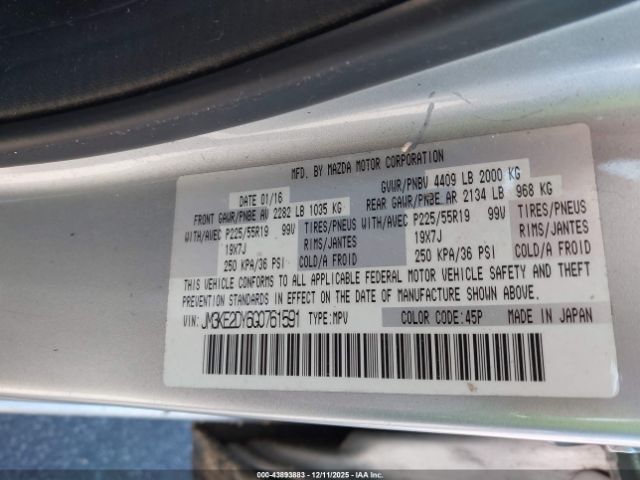 MFD. BY MAZDA MOTOR CORPORATION
DATE 01/16 GVWR/PNBV 4409 LB 2000 KG
FRONT GAWR/PNBE AV 2282 LB 1035 KG REAR GAWR/PNBE AR 2134 LB 968 KG
WITH/AVEC P225/55R19 99V TIRES/PNEUS WITH/AVEC P225/55R19 99V TIRES/PNEUS
19X7J RIMS/JANTES 19X7J RIMS/JANTES
250 KPA/36 PSI COLD/A FROID 250 KPA/36 PSI COLD/A FROID
THIS VEHICLE CONFORMS TO ALL APPLICABLE FEDERAL MOTOR VEHICLE SAFETY AND THEFT
PREVENTION STANDARDS IN EFFECT ON THE DATE OF MANUFACTURE SHOWN ABOVE.
VIN: JM3KE2DY6G0761591 TYPE:MPV COLOR:45P MADE IN JAPAN
000-43893883 - 12/11/2025 - IAA Inc.